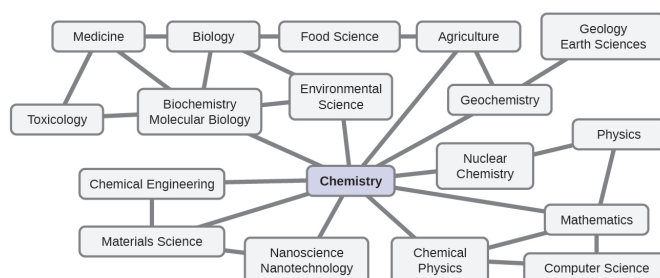 Medicine
Biology
Food Science
Agriculture
Geology
Earth Sciences
Toxicology
Biochemistry
Molecular Biology
Environmental
Science
Geochemistry
Physics
Nuclear
Chemistry
Chemical Engineering
Chemistry
Mathematics
Materials Science
Nanoscience
Nanotechnology
Chemical
Physics
Computer Science